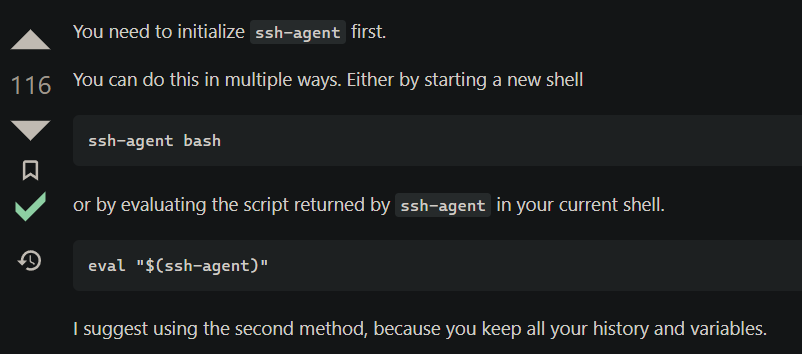 You need to initialize ssh-agent first.
116
You can do this in multiple ways. Either by starting a new shell
ssh-agent bash
or by evaluating the script returned by ssh-agent in your current shell.
eval "$(ssh-agent)"
I suggest using the second method, because you keep all your history and variables.